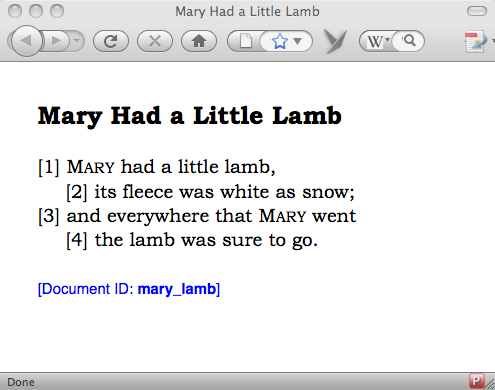 Mary Had a Little Lamb
W
Mary Had a Little Lamb
[1] MARY had a little lamb,
[2] its fleece was white as snow;
[3] and everywhere that MARY went
[4] the lamb was sure to go.
[Document ID: mary_lamb]
Done
P